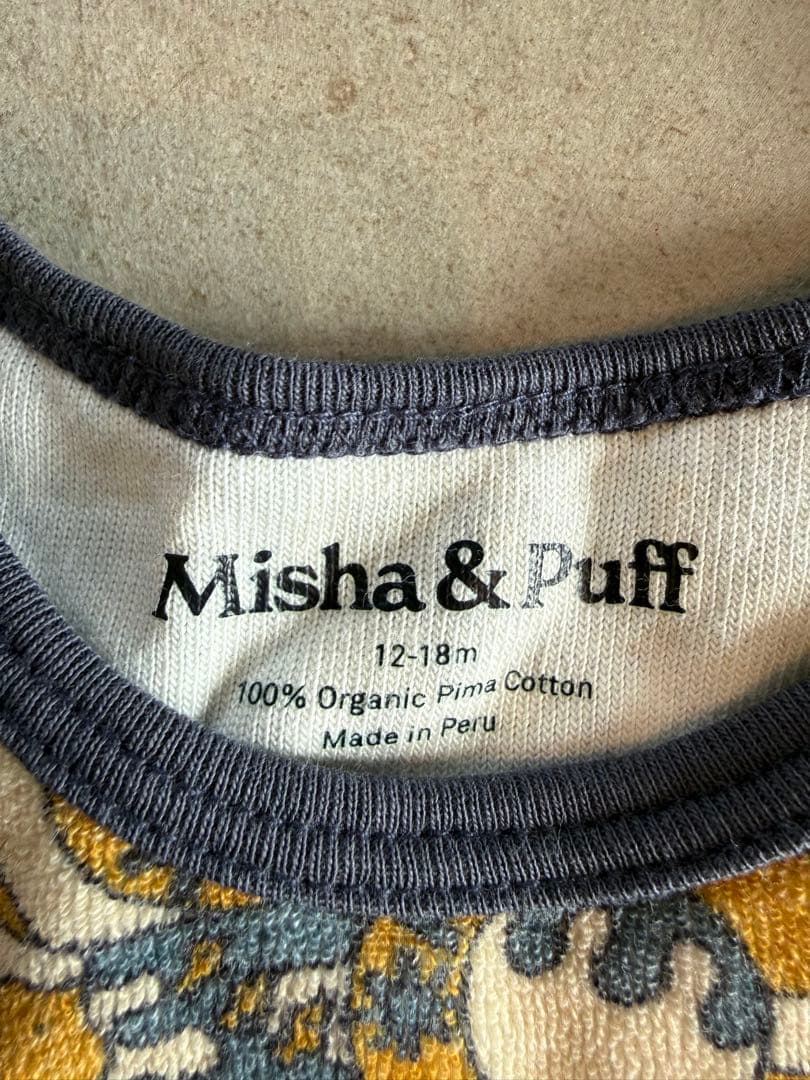 Misha & Puff
12-18m
100% Organic Pima Cotton
Made in Peru